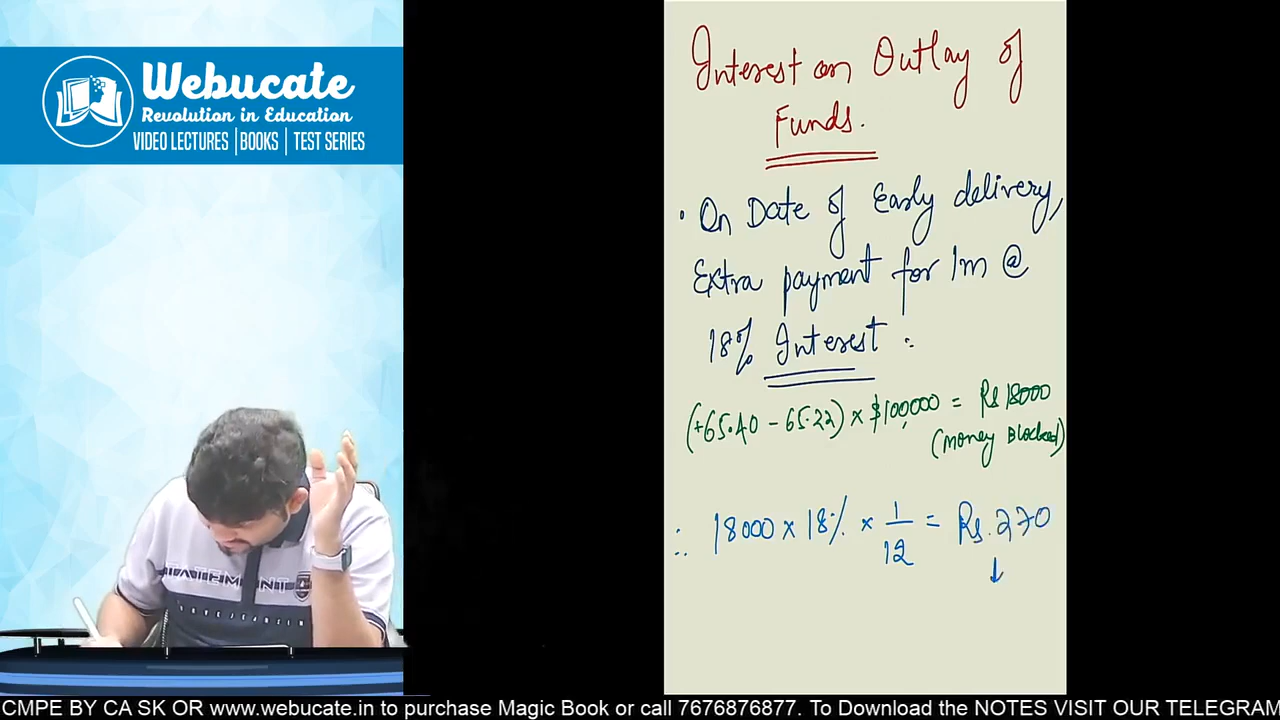 Webucate
Revolution in Education
VIDEO LECTURES | BOOKS | TEST SERIES
Interest on Outlay of
Funds.
• On Date of Early delivery,
Extra payment for 1m @
18% Interest :
(+65.40 - 65.22) × $100,000 = Rs 18000
(Money Blocked)
∴ 18000 × 18% × 1/12 = Rs. 270
↓
STATEMENT
CMPE BY CA SK OR www.webucate.in to purchase Magic Book or call 7676876877. To Download the NOTES VISIT OUR TELEGRAM